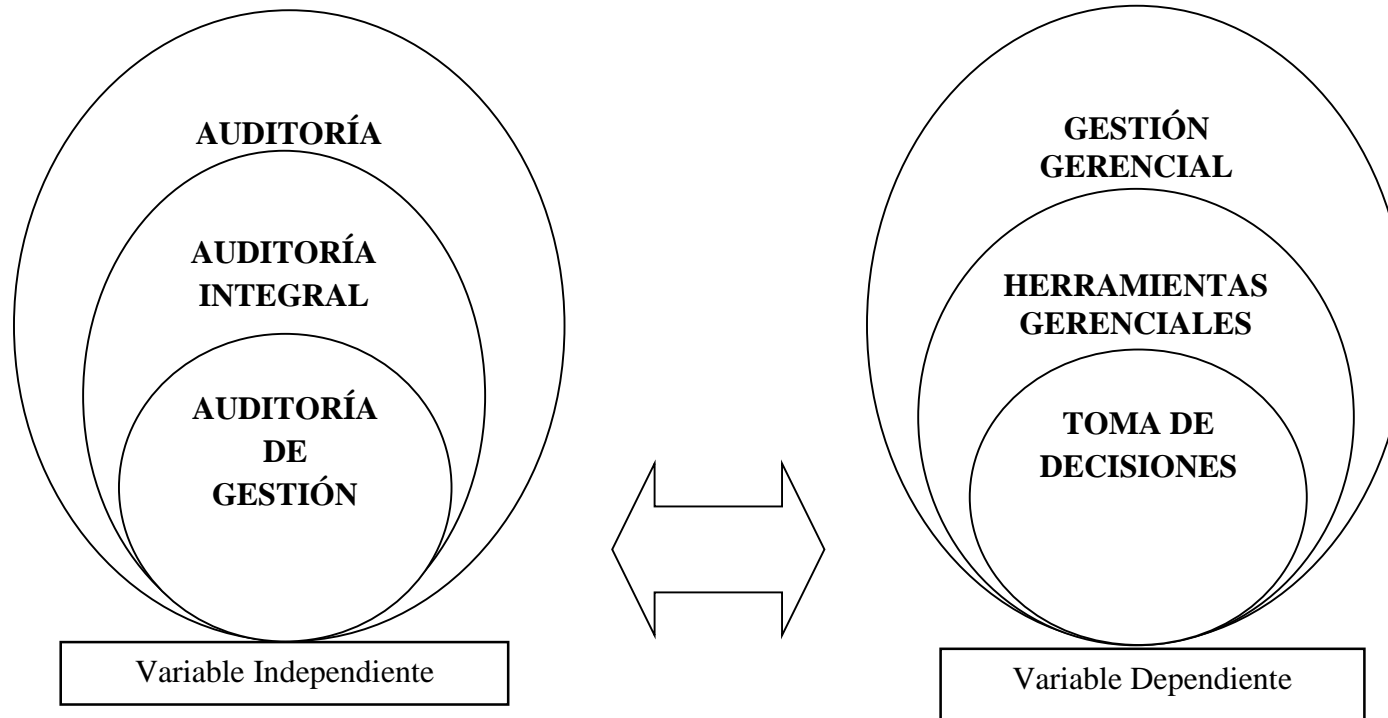 AUDITORÍA
AUDITORÍA
INTEGRAL
AUDITORÍA
DE
GESTIÓN
Variable Independiente
GESTIÓN
GERENCIAL
HERRAMIENTAS
GERENCIALES
TOMA DE
DECISIONES
Variable Dependiente